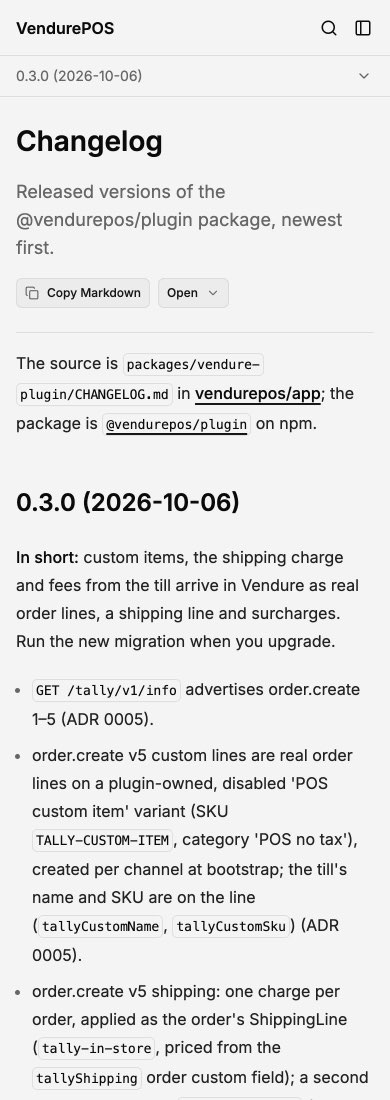 VendurePOS
0.3.0 (2026-10-06)
Changelog
Released versions of the
@vendurepos/plugin package, newest
first.
Copy Markdown
Open
The source is packages/vendure-
plugin/CHANGELOG.md in vendurepos/app; the
package is @vendurepos/plugin on npm.
0.3.0 (2026-10-06)
In short: custom items, the shipping charge
and fees from the till arrive in Vendure as real
order lines, a shipping line and surcharges.
Run the new migration when you upgrade.
• GET /tally/v1/info advertises order.create
1–5 (ADR 0005).
• order.create v5 custom lines are real order
lines on a plugin-owned, disabled 'POS
custom item' variant (SKU
TALLY-CUSTOM-ITEM, category 'POS no tax'),
created per channel at bootstrap; the till's
name and SKU are on the line
(tallyCustomName, tallyCustomSku) (ADR
0005).
• order.create v5 shipping: one charge per
order, applied as the order's ShippingLine
(tally-in-store, priced from the
tallyShipping order custom field); a second